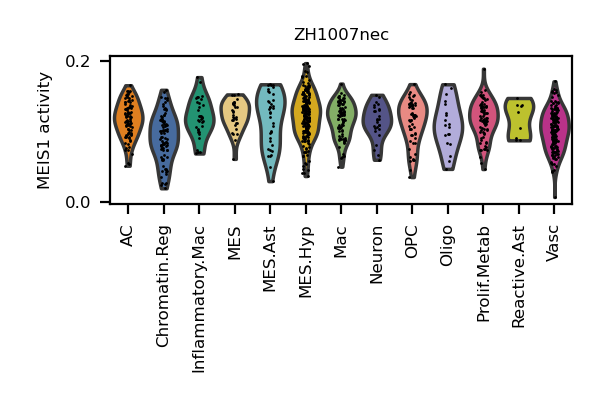 ZH1007nec
MEIS1 activity
0.2
0.0
AC
Chromatin.Reg
Inflammatory.Mac
MES
MES.Ast
MES.Hyp
Mac
Neuron
OPC
Oligo
Prolif.Metab
Reactive.Ast
Vasc